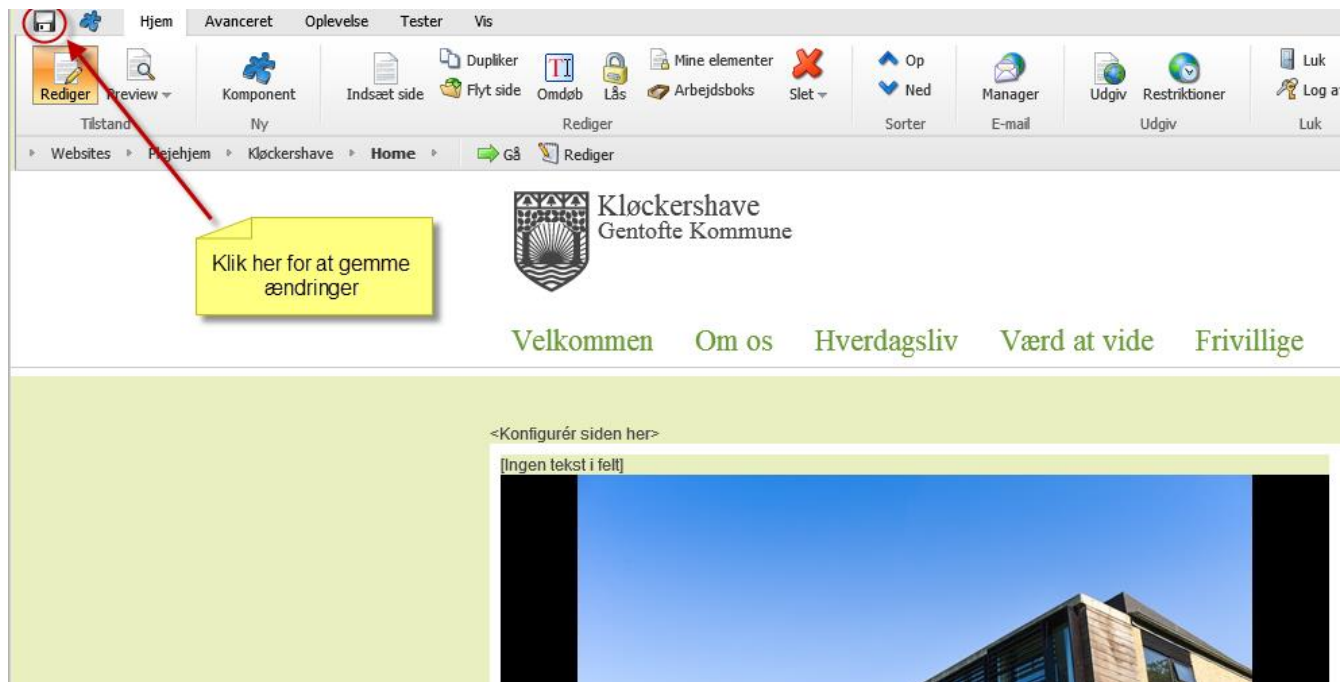 Hjem Avanceret Oplevelse Tester Vis
Rediger Preview Komponent Indsæt side Dupliker Flyt side Omdøb Lås Mine elementer Arbejdsboks Slet Op Ned Manager Udgiv Restriktioner Luk Log a
Tilstand Ny Rediger Sorter E-mail Udgiv Luk
Websites Plejehjem Kløckershave Home Gå Rediger
Kløckershave
Gentofte Kommune
Klik her for at gemme
ændringer
Velkommen Om os Hverdagsliv Værd at vide Frivillige
<Konfigurér siden her>
[Ingen tekst i felt]